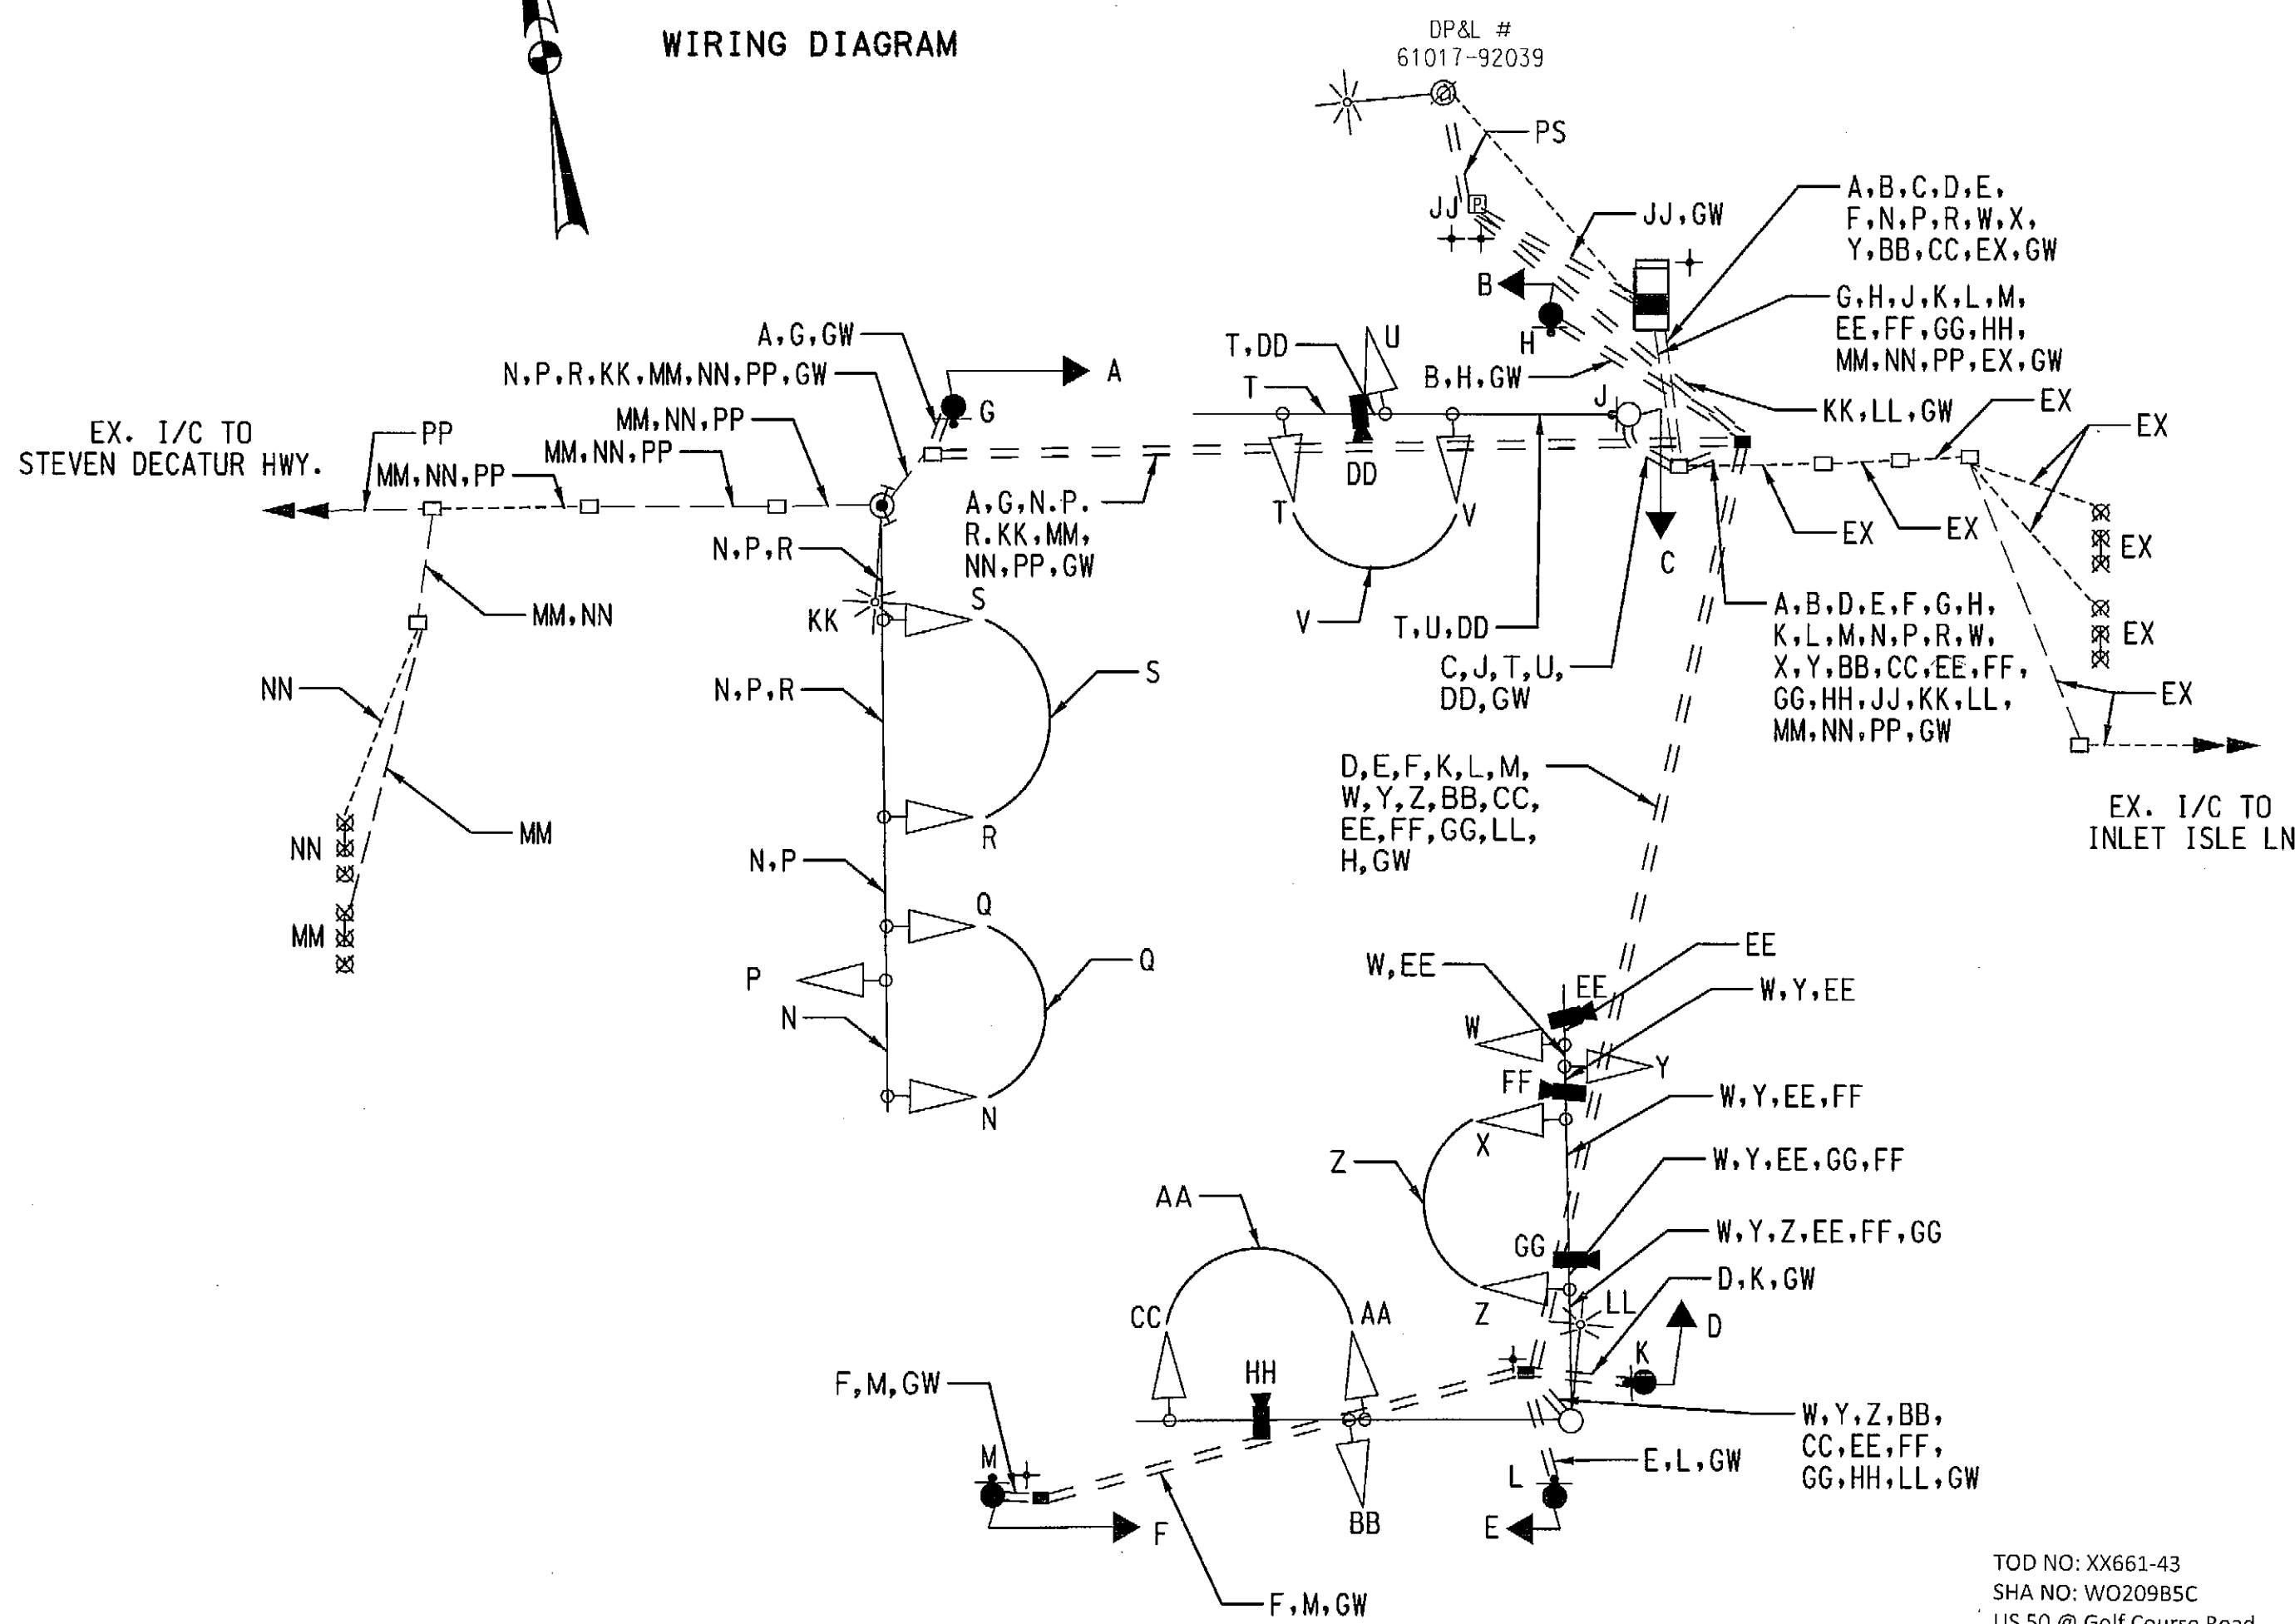 WIRING DIAGRAM
DP&L #
61017-92039
PS
JJ
JJ,GW
A,B,C,D,E,
F,N,P,R,W,X,
Y,BB,CC,EX,GW
B
H
G,H,J,K,L,M,
EE,FF,GG,HH,
MM,NN,PP,EX,GW
A,G,GW
A
T,DD
U
N,P,R,KK,MM,NN,PP,GW
T
B,H,GW
J
G
KK,LL,GW
EX
MM,NN,PP
EX
EX. I/C TO
STEVEN DECATUR HWY.
PP
MM,NN,PP
MM,NN,PP
DD
A,G,N.P.
R.KK,MM,
NN,PP,GW
T
V
EX
EX
EX
N,P,R
C
S
KK
MM,NN
V
T,U,DD
A,B,D,E,F,G,H,
K,L,M,N,P,R,W,
X,Y,BB,CC,EE,FF,
GG,HH,JJ,KK,LL,
MM,NN,PP,GW
EX
NN
N,P,R
S
C,J,T,U,
DD,GW
EX
D,E,F,K,L,M,
W,Y,Z,BB,CC,
EE,FF,GG,LL,
H,GW
EX. I/C TO
INLET ISLE LN
MM
R
NN
N,P
Q
MM
P
Q
W,EE
EE
EE
W,Y,EE
N
W
Y
FF
N
W,Y,EE,FF
X
Z
W,Y,EE,GG,FF
AA
W,Y,Z,EE,FF,GG
GG
D,K,GW
CC
AA
Z
LL
D
K
F,M,GW
HH
W,Y,Z,BB,
CC,EE,FF,
GG,HH,LL,GW
M
L
E,L,GW
F
BB
E
F,M,GW
TOD NO: XX661-43
SHA NO: WO209B5C
US 50 @ Golf Course Road